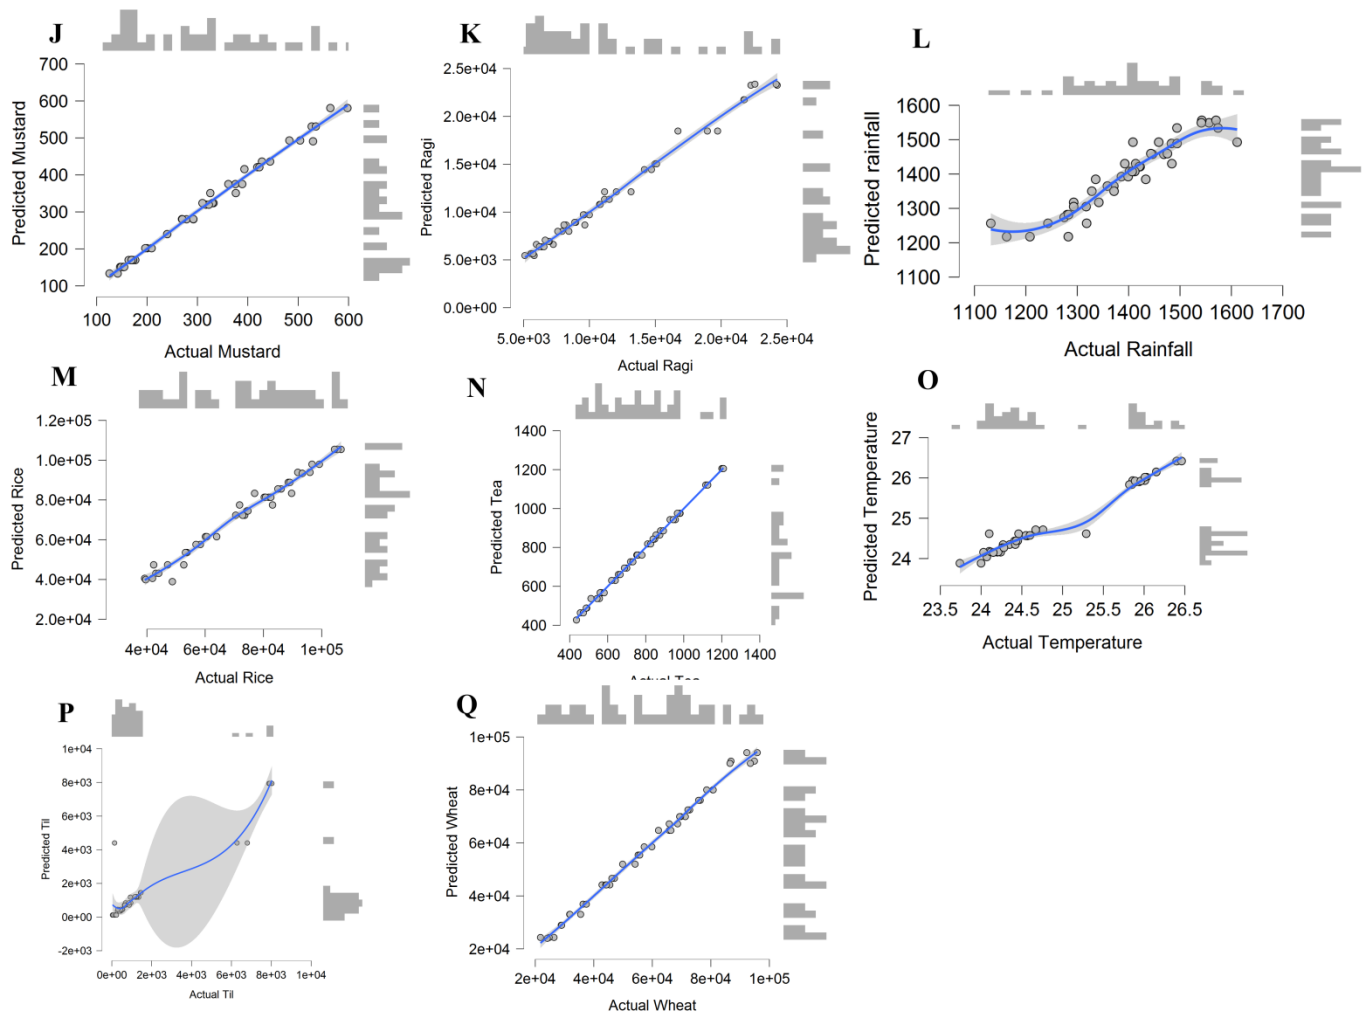 J
700
600
500
400
300
200
100
Predicted Mustard
100 200 300 400 500 600
Actual Mustard
K
2.5e+04
2.0e+04
1.5e+04
1.0e+04
5.0e+03
0.0e+00
Predicted Ragi
5.0e+03 1.0e+04 1.5e+04 2.0e+04 2.5e+04
Actual Ragi
L
1600
1500
1400
1300
1200
1100
Predicted rainfall
1100 1200 1300 1400 1500 1600 1700
Actual Rainfall
M
1.2e+05
1.0e+05
8.0e+04
6.0e+04
4.0e+04
2.0e+04
Predicted Rice
4e+04 6e+04 8e+04 1e+05
Actual Rice
N
1400
1200
1000
800
600
400
Predicted Tea
400 600 800 1000 1200 1400
Actual Tea
O
27
26
25
24
Predicted Temperature
23.5 24 24.5 25 25.5 26 26.5
Actual Temperature
P
1e+04
8e+03
6e+03
4e+03
2e+03
0e+00
-2e+03
Predicted Til
0e+00 2e+03 4e+03 6e+03 8e+03 1e+04
Actual Til
Q
1e+05
8e+04
6e+04
4e+04
2e+04
Predicted Wheat
2e+04 4e+04 6e+04 8e+04 1e+05
Actual Wheat